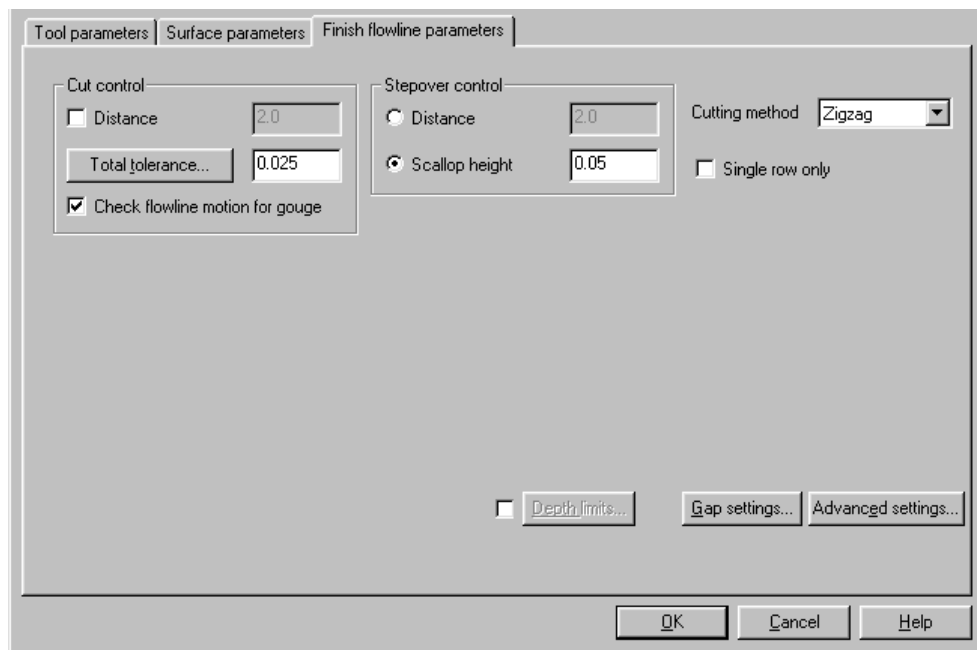 Tool parameters Surface parameters Finish flowline parameters
Cut control
Distance 2.0
Total tolerance... 0.025
Check flowline motion for gouge
Stepover control
Distance 2.0
Scallop height 0.05
Cutting method Zigzag
Single row only
Depth limits... Gap settings... Advanced settings...
OK Cancel Help